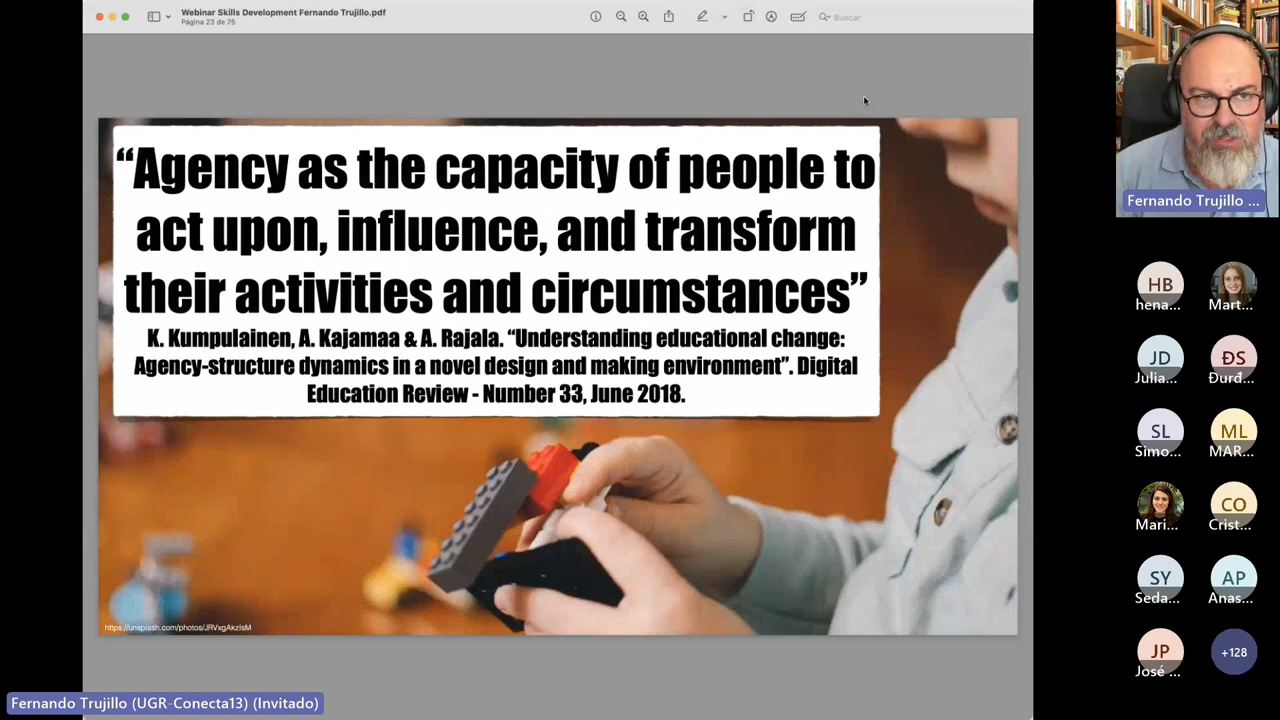 Webinar Skills Development Fernando Trujillo.pdf
Página 23 de 75
Buscar
“Agency as the capacity of people to
act upon, influence, and transform
their activities and circumstances”
K. Kumpulainen, A. Kajamaa & A. Rajala. “Understanding educational change:
Agency-structure dynamics in a novel design and making environment”. Digital
Education Review - Number 33, June 2018.
https://unsplash.com/photos/JRVxgAkzIsM
Fernando Trujillo ...
HB
hena...
Mart...
JD
Julia...
ĐS
Đurđ...
SL
Simo...
ML
MAR...
Mari...
CO
Crist...
SY
Seda...
AP
Anas...
JP
José ...
+128
Fernando Trujillo (UGR-Conecta13) (Invitado)